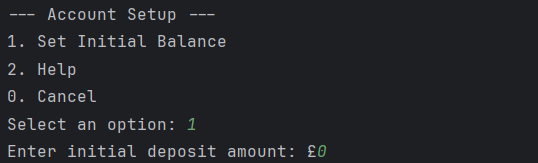 --- Account Setup ---
1. Set Initial Balance
2. Help
0. Cancel
Select an option: 1
Enter initial deposit amount: £0